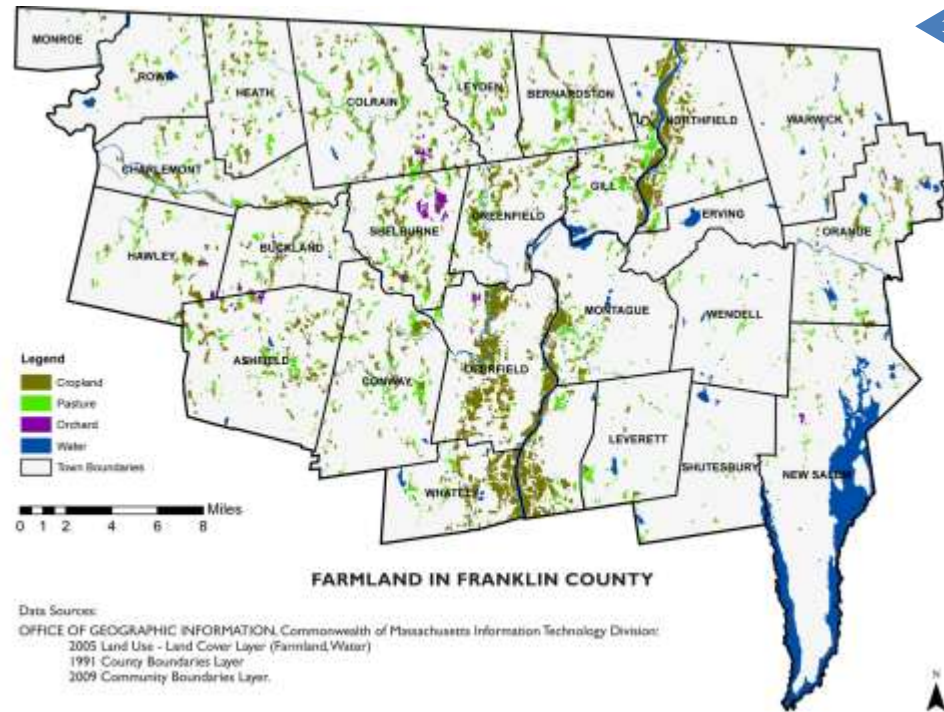 MONROE
ROWE
HEATH
COLRAIN
LEYDEN
BERNARDSTON
NORTHFIELD
WARWICK
CHARLEMONT
GILL
ERVING
ORANGE
HAWLEY
BUCKLAND
SHELBURNE
GREENFIELD
MONTAGUE
WENDELL
ASHFIELD
CONWAY
DEERFIELD
LEVERETT
SHUTESBURY
NEW SALEM
WHATELY
Legend
Cropland
Pasture
Orchard
Water
Town Boundaries
Miles
0 1 2 4 6 8
FARMLAND IN FRANKLIN COUNTY
Data Sources:
OFFICE OF GEOGRAPHIC INFORMATION, Commonwealth of Massachusetts Information Technology Division:
2005 Land Use - Land Cover Layer (Farmland, Water)
1991 County Boundaries Layer
2009 Community Boundaries Layer.
N